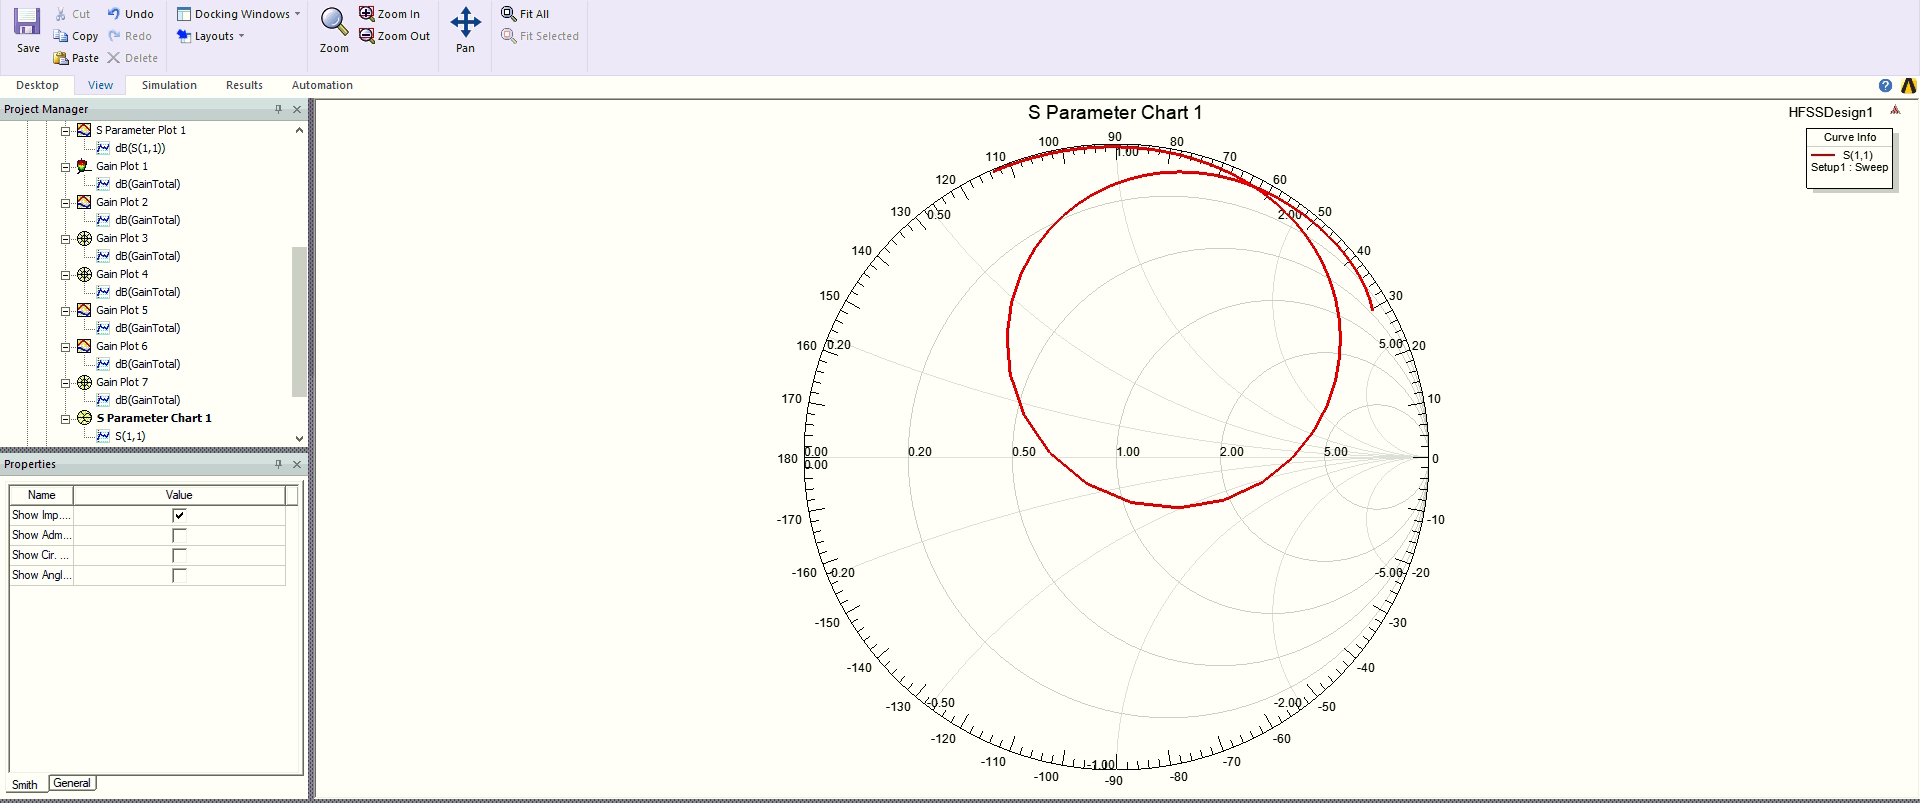 Save
Cut
Copy
Paste
Undo
Redo
Delete
Docking Windows
Layouts
Zoom
Zoom In
Zoom Out
Pan
Fit All
Fit Selected
Desktop View Simulation Results Automation
Project Manager
S Parameter Plot 1
dB(S(1,1))
Gain Plot 1
dB(GainTotal)
Gain Plot 2
dB(GainTotal)
Gain Plot 3
dB(GainTotal)
Gain Plot 4
dB(GainTotal)
Gain Plot 5
dB(GainTotal)
Gain Plot 6
dB(GainTotal)
Gain Plot 7
dB(GainTotal)
S Parameter Chart 1
S(1,1)
Properties
Name Value
Show Imp....
Show Adm...
Show Cir. ...
Show Angl...
Smith General
S Parameter Chart 1
HFSSDesign1
Curve Info
S(1,1)
Setup1 : Sweep
90
100 80
1.00
110 70
120 60
130 0.50 2.00 50
140 40
150 30
160 0.20 5.00 20
170 10
0.00 0.20 0.50 1.00 2.00 5.00
180 0
0.00
-170 -10
-160 -0.20 -5.00 -20
-150 -30
-140 -40
-130 -0.50 -2.00 -50
-120 -60
-110 -1.00 -70
-100 -80
-90